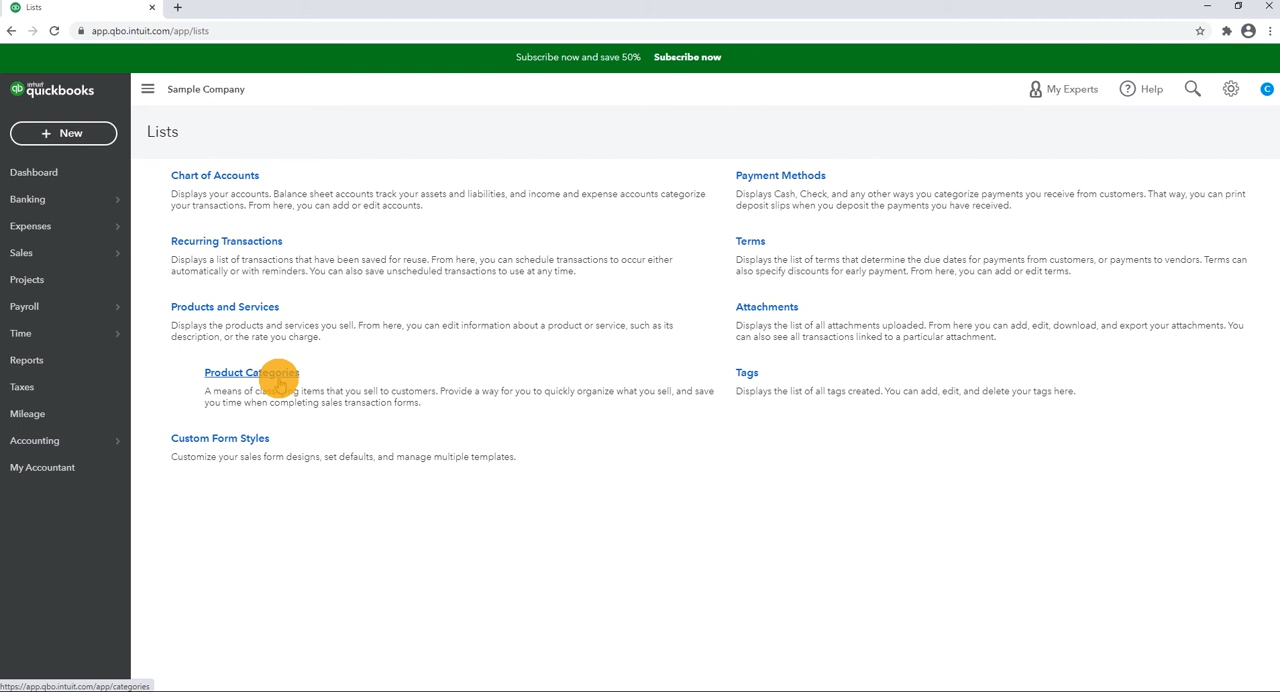 Lists
app.qbo.intuit.com/app/lists
Subscribe now and save 50% Subscribe now
intuit quickbooks
Sample Company
My Experts
Help
C
+ New
Dashboard
Banking
Expenses
Sales
Projects
Payroll
Time
Reports
Taxes
Mileage
Accounting
My Accountant
Lists
Chart of Accounts
Displays your accounts. Balance sheet accounts track your assets and liabilities, and income and expense accounts categorize
your transactions. From here, you can add or edit accounts.
Recurring Transactions
Displays a list of transactions that have been saved for reuse. From here, you can schedule transactions to occur either
automatically or with reminders. You can also save unscheduled transactions to use at any time.
Products and Services
Displays the products and services you sell. From here, you can edit information about a product or service, such as its
description, or the rate you charge.
Product Categories
A means of classifying items that you sell to customers. Provide a way for you to quickly organize what you sell, and save
you time when completing sales transaction forms.
Custom Form Styles
Customize your sales form designs, set defaults, and manage multiple templates.
Payment Methods
Displays Cash, Check, and any other ways you categorize payments you receive from customers. That way, you can print
deposit slips when you deposit the payments you have received.
Terms
Displays the list of terms that determine the due dates for payments from customers, or payments to vendors. Terms can
also specify discounts for early payment. From here, you can add or edit terms.
Attachments
Displays the list of all attachments uploaded. From here you can add, edit, download, and export your attachments. You
can also see all transactions linked to a particular attachment.
Tags
Displays the list of all tags created. You can add, edit, and delete your tags here.
https://app.qbo.intuit.com/app/categories